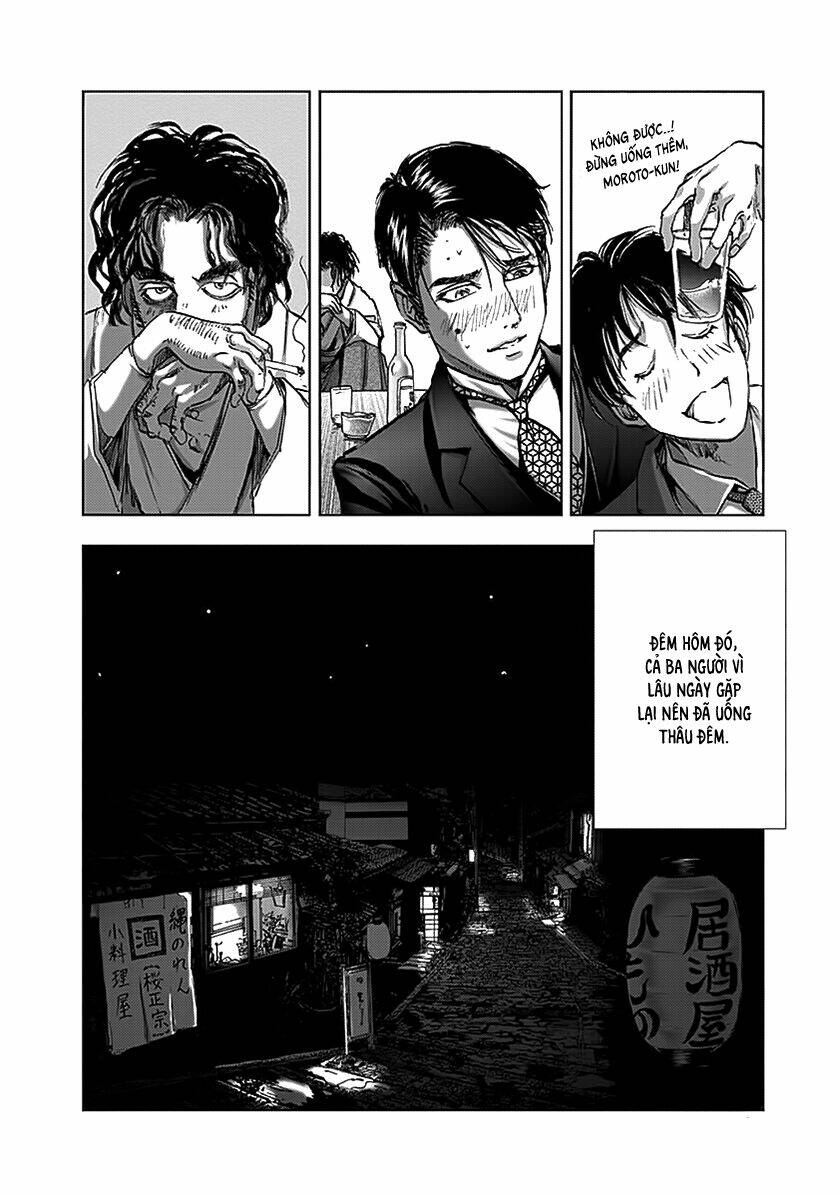 KHÔNG ĐƯỢC..!
ĐỪNG UỐNG THÊM,
MOROTO-KUN!
ĐÊM HÔM ĐÓ,
CẢ BA NGƯỜI VÌ
LÂU NGÀY GẶP
LẠI NÊN ĐÃ UỐNG
THÂU ĐÊM.
縄のれん
酒
桜正宗
小料理屋
居酒屋